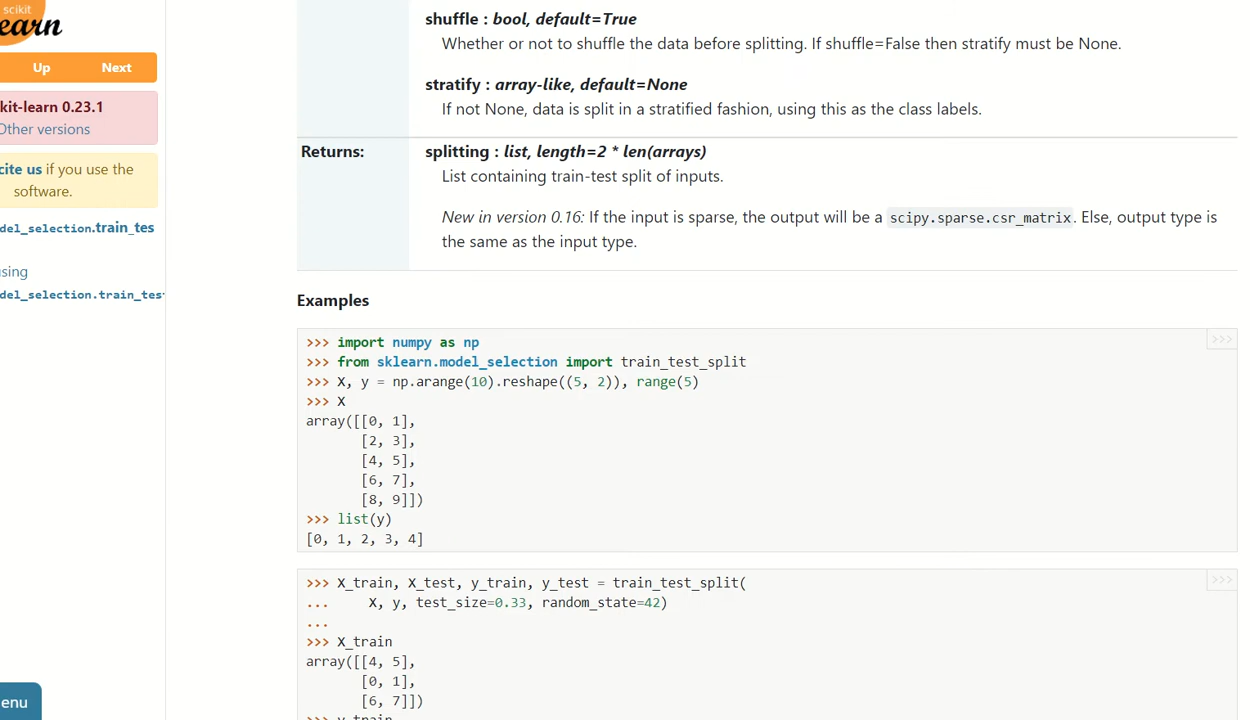 scikit
earn
Up Next
kit-learn 0.23.1
Other versions
cite us if you use the
software.
del_selection.train_tes
sing
del_selection.train_test
enu
shuffle : bool, default=True
Whether or not to shuffle the data before splitting. If shuffle=False then stratify must be None.
stratify : array-like, default=None
If not None, data is split in a stratified fashion, using this as the class labels.
Returns:
splitting : list, length=2 * len(arrays)
List containing train-test split of inputs.
New in version 0.16: If the input is sparse, the output will be a scipy.sparse.csr_matrix. Else, output type is
the same as the input type.
Examples
>>>
>>> import numpy as np
>>> from sklearn.model_selection import train_test_split
>>> X, y = np.arange(10).reshape((5, 2)), range(5)
>>> X
array([[0, 1],
       [2, 3],
       [4, 5],
       [6, 7],
       [8, 9]])
>>> list(y)
[0, 1, 2, 3, 4]
>>>
>>> X_train, X_test, y_train, y_test = train_test_split(
...     X, y, test_size=0.33, random_state=42)
...
>>> X_train
array([[4, 5],
       [0, 1],
       [6, 7]])
>>> y_train